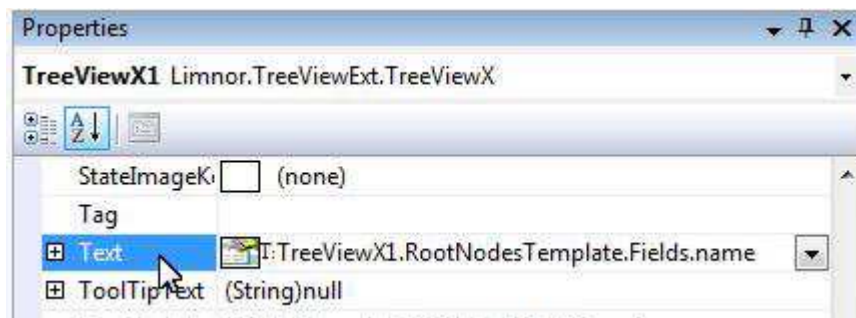 Properties
TreeViewX1 Limnor.TreeViewExt.TreeViewX
A Z
StateImageK (none)
Tag
Text T:TreeViewX1.RootNodesTemplate.Fields.name
ToolTipText (String)null